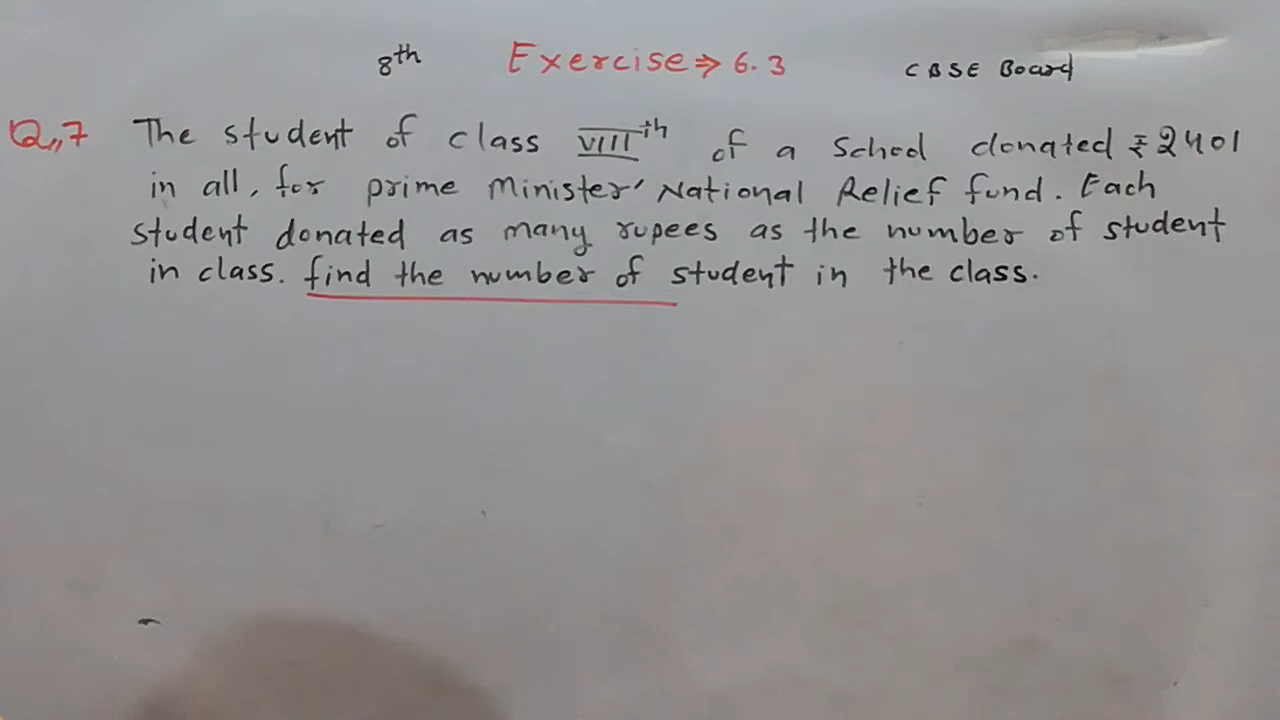 8th Exercise ⇒ 6.3 CBSE Board
Q,,7 The student of class VIIIth of a School donated ₹2401
in all, for prime Minister' National Relief fund. Each
student donated as many rupees as the number of student
in class. find the number of student in the class.